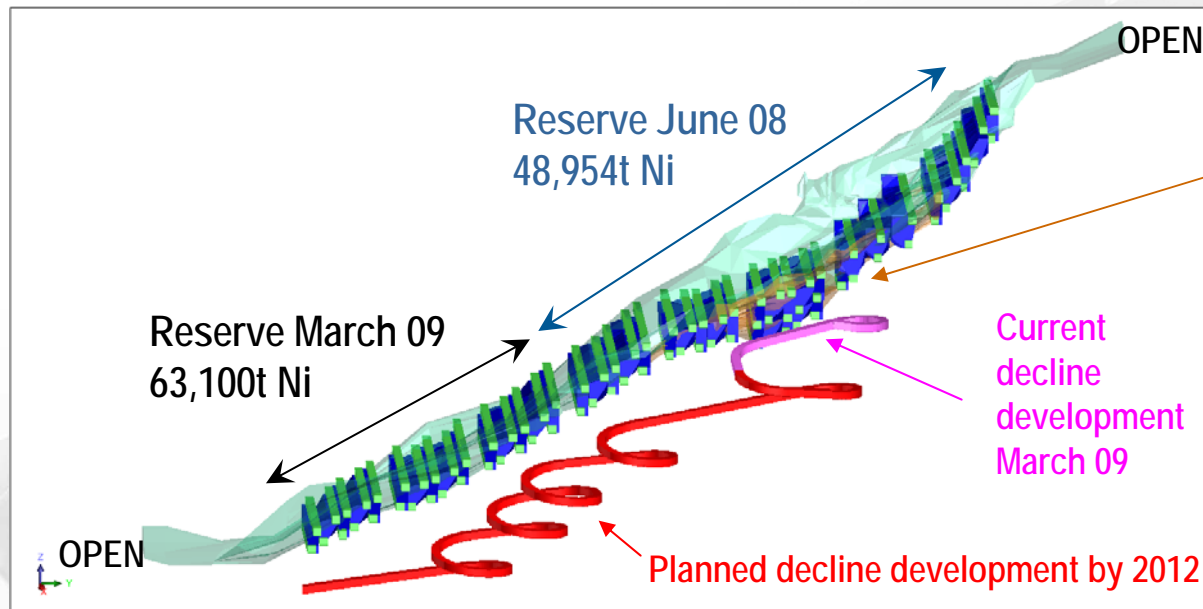 OPEN
Reserve June 08
48,954t Ni
Reserve March 09
63,100t Ni
Current
decline
development
March 09
OPEN
Planned decline development by 2012
Z
Y
X